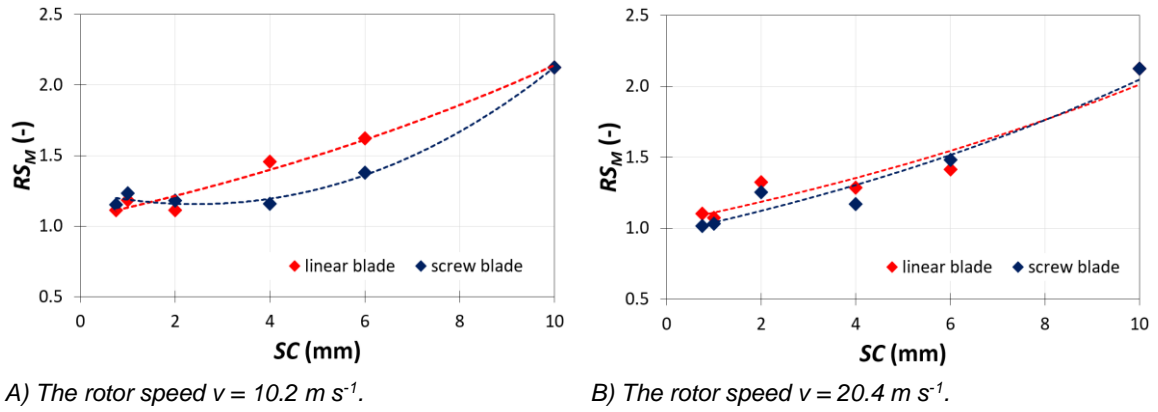 2.5
2.0
1.5
1.0
0.5
RS_M (-)
0 2 4 6 8 10
SC (mm)
linear blade screw blade
A) The rotor speed v = 10.2 m s⁻¹.
2.5
2.0
1.5
1.0
0.5
RS_M (-)
0 2 4 6 8 10
SC (mm)
linear blade screw blade
B) The rotor speed v = 20.4 m s⁻¹.